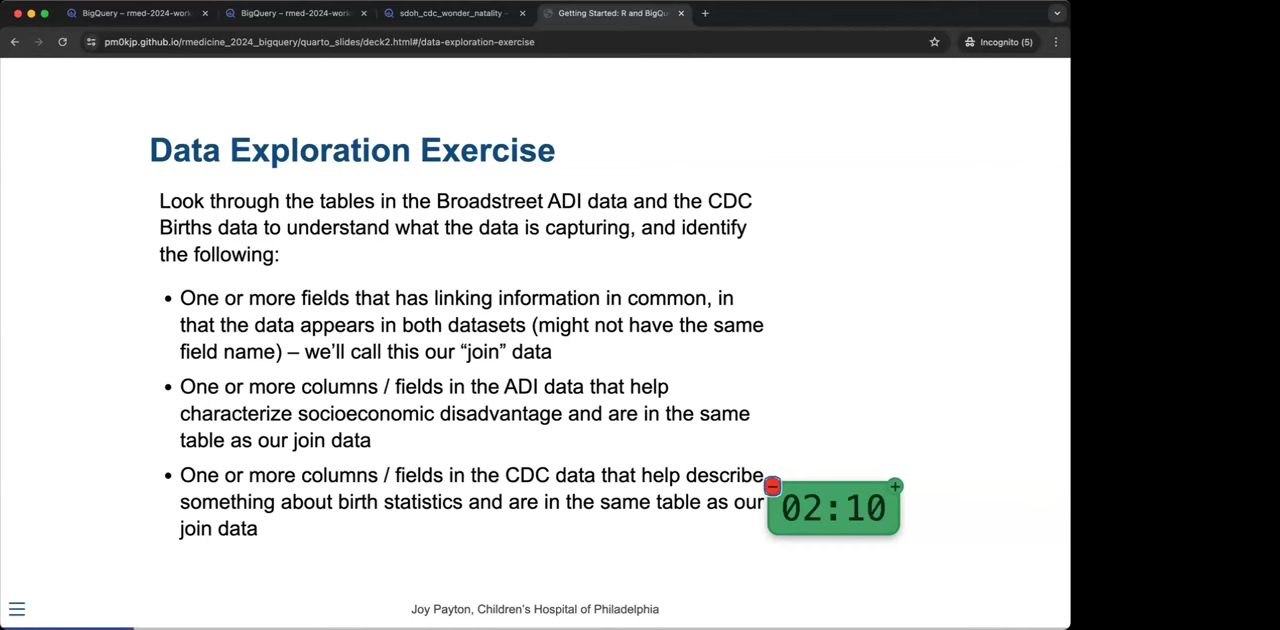 BigQuery – rmed-2024-work
BigQuery – rmed-2024-work
sdoh_cdc_wonder_natality –
Getting Started: R and BigQu
pm0kjp.github.io/rmedicine_2024_bigquery/quarto_slides/deck2.html#/data-exploration-exercise
Incognito (5)
Data Exploration Exercise
Look through the tables in the Broadstreet ADI data and the CDC
Births data to understand what the data is capturing, and identify
the following:
• One or more fields that has linking information in common, in
that the data appears in both datasets (might not have the same
field name) – we’ll call this our “join” data
• One or more columns / fields in the ADI data that help
characterize socioeconomic disadvantage and are in the same
table as our join data
• One or more columns / fields in the CDC data that help describe
something about birth statistics and are in the same table as our
join data
02:10
Joy Payton, Children’s Hospital of Philadelphia